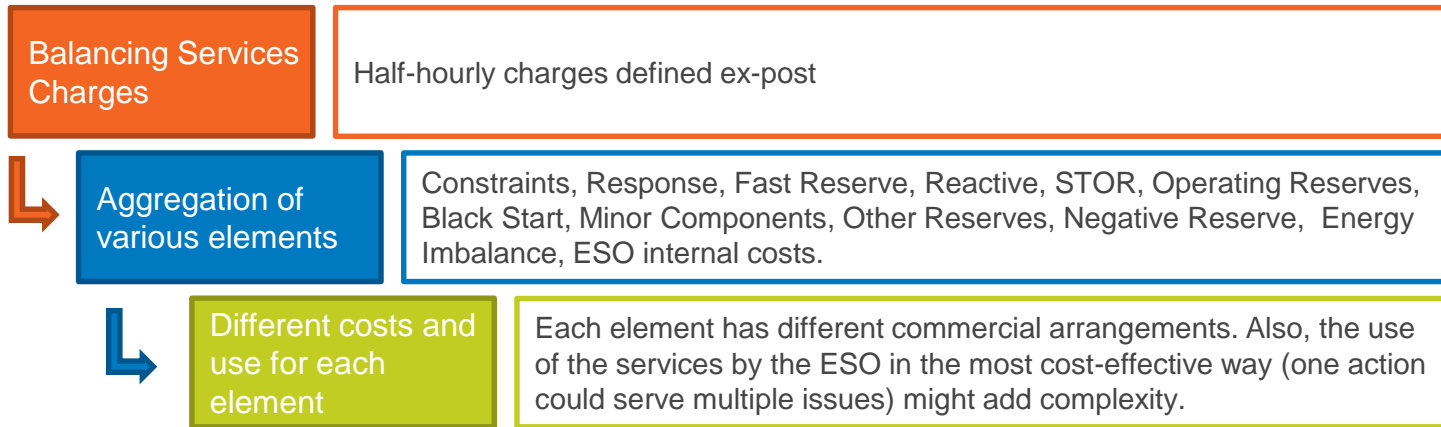 Balancing Services
Charges
Half-hourly charges defined ex-post
Aggregation of
various elements
Constraints, Response, Fast Reserve, Reactive, STOR, Operating Reserves,
Black Start, Minor Components, Other Reserves, Negative Reserve,  Energy
Imbalance, ESO internal costs.
Different costs and
use for each
element
Each element has different commercial arrangements. Also, the use
of the services by the ESO in the most cost-effective way (one action
could serve multiple issues) might add complexity.